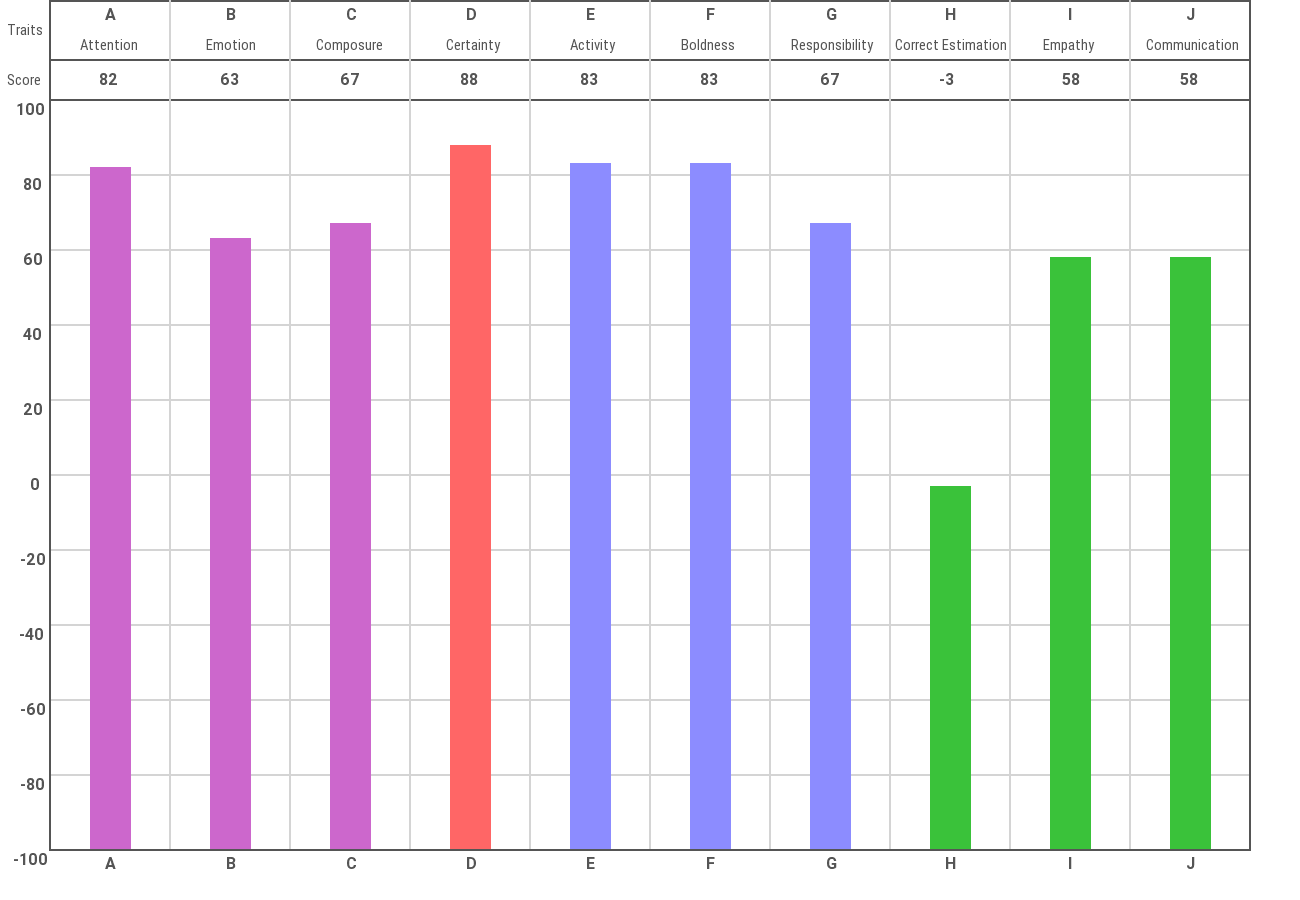 A B C D E F G H I J
Traits
Attention Emotion Composure Certainty Activity Boldness Responsibility Correct Estimation Empathy Communication
Score 82 63 67 88 83 83 67 -3 58 58
100
80
60
40
20
0
-20
-40
-60
-80
-100
A B C D E F G H I J